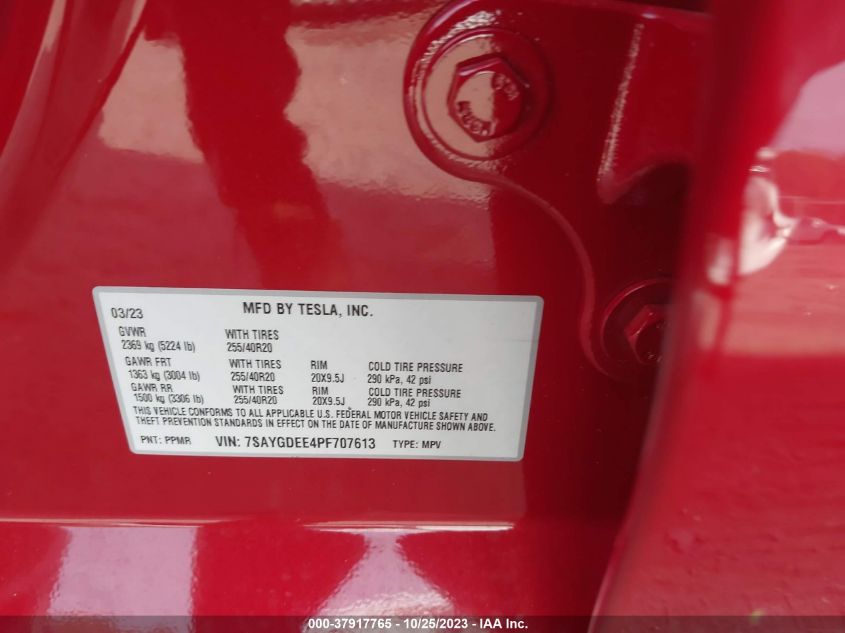 03/23 MFD BY TESLA, INC.
GVWR WITH TIRES
2369 kg (5224 lb) 255/40R20
GAWR FRT WITH TIRES RIM COLD TIRE PRESSURE
1363 kg (3004 lb) 255/40R20 20X9.5J 290 kPa, 42 psi
GAWR RR WITH TIRES RIM COLD TIRE PRESSURE
1500 kg (3306 lb) 255/40R20 20X9.5J 290 kPa, 42 psi
THIS VEHICLE CONFORMS TO ALL APPLICABLE U.S. FEDERAL MOTOR VEHICLE SAFETY AND
THEFT PREVENTION STANDARDS IN EFFECT ON THE DATE OF MANUFACTURE SHOWN ABOVE.
PNT: PPMR VIN: 7SAYGDEE4PF707613 TYPE: MPV
000-37917765 - 10/25/2023 - IAA Inc.